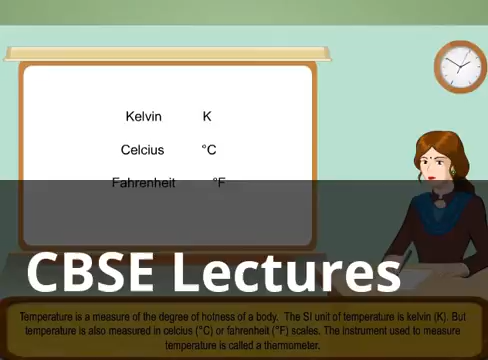 Kelvin K
Celcius °C
Fahrenheit °F
CBSE Lectures
Temperature is a measure of the degree of hotness of a body. The SI unit of temperature is kelvin (K). But
temperature is also measured in celcius (°C) or fahrenheit (°F) scales. The instrument used to measure
temperature is called a thermometer.